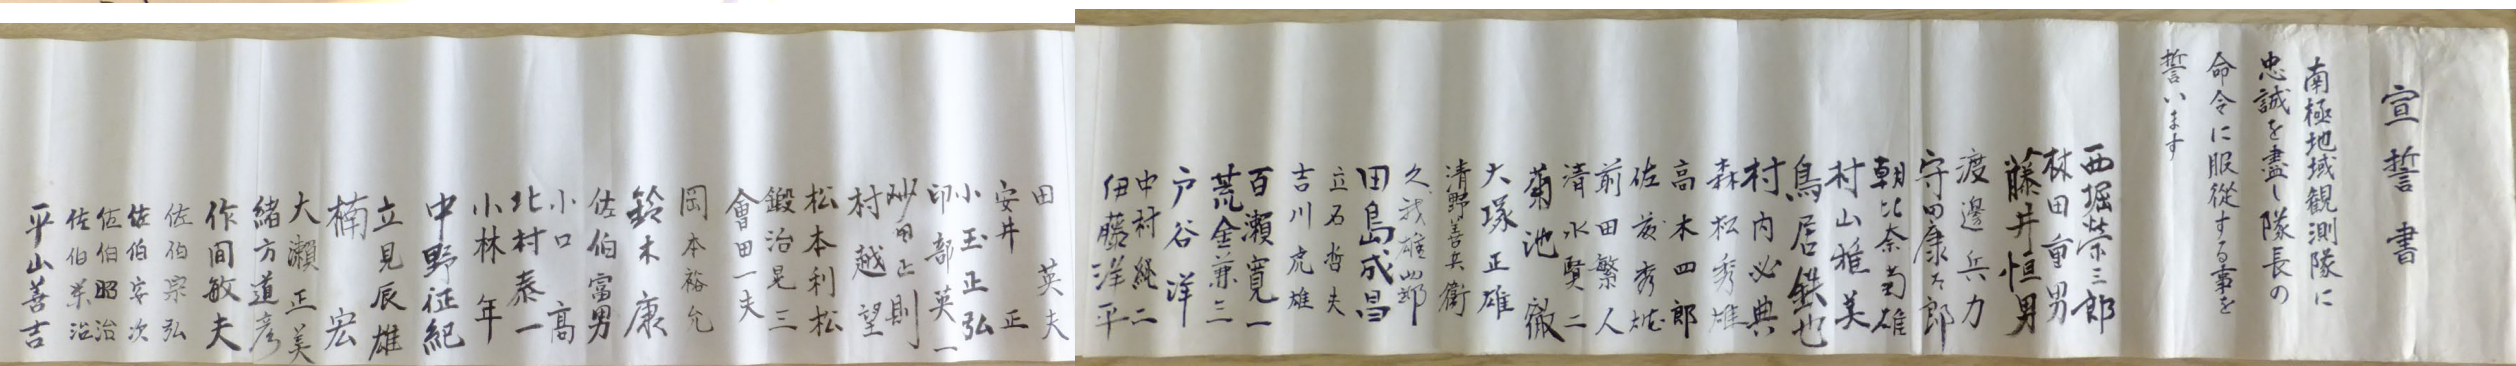 宣誓書
南極地域観測隊に
忠誠を盡し隊長の
命令に服従する事を
誓います
西堀栄三郎
林田重男
藤井恒男
渡邊兵力
守田康太郎
朝比奈菊雄
村山雅美
鳥居鉄也
村内必典
森松秀雄
高木四郎
佐藤秀雄
前田繁人
清水賢二
菊池徹
大塚正雄
清野善兵衛
久我雄四郎
田島成昌
立石哲夫
吉川虎雄
百瀬寛一
荒金兼三
戸谷洋
中村純二
伊藤洋平
田英夫
安井正
小玉正弘
印部英一
砂田正則
村越望
松本利松
鍛治晃三
會田一夫
岡本裕允
鈴木康
佐伯富男
小口高
北村泰一
小林年
中野征紀
立見辰雄
楠宏
大瀬正美
緒方道彦
作間敏夫
佐伯宗弘
佐伯安次
佐伯昭治
佐伯栄治
平山善吉